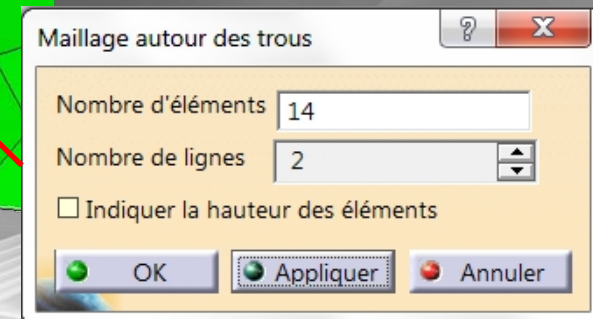 Maillage autour des trous
Nombre d'éléments 14
Nombre de lignes 2
Indiquer la hauteur des éléments
OK Appliquer Annuler